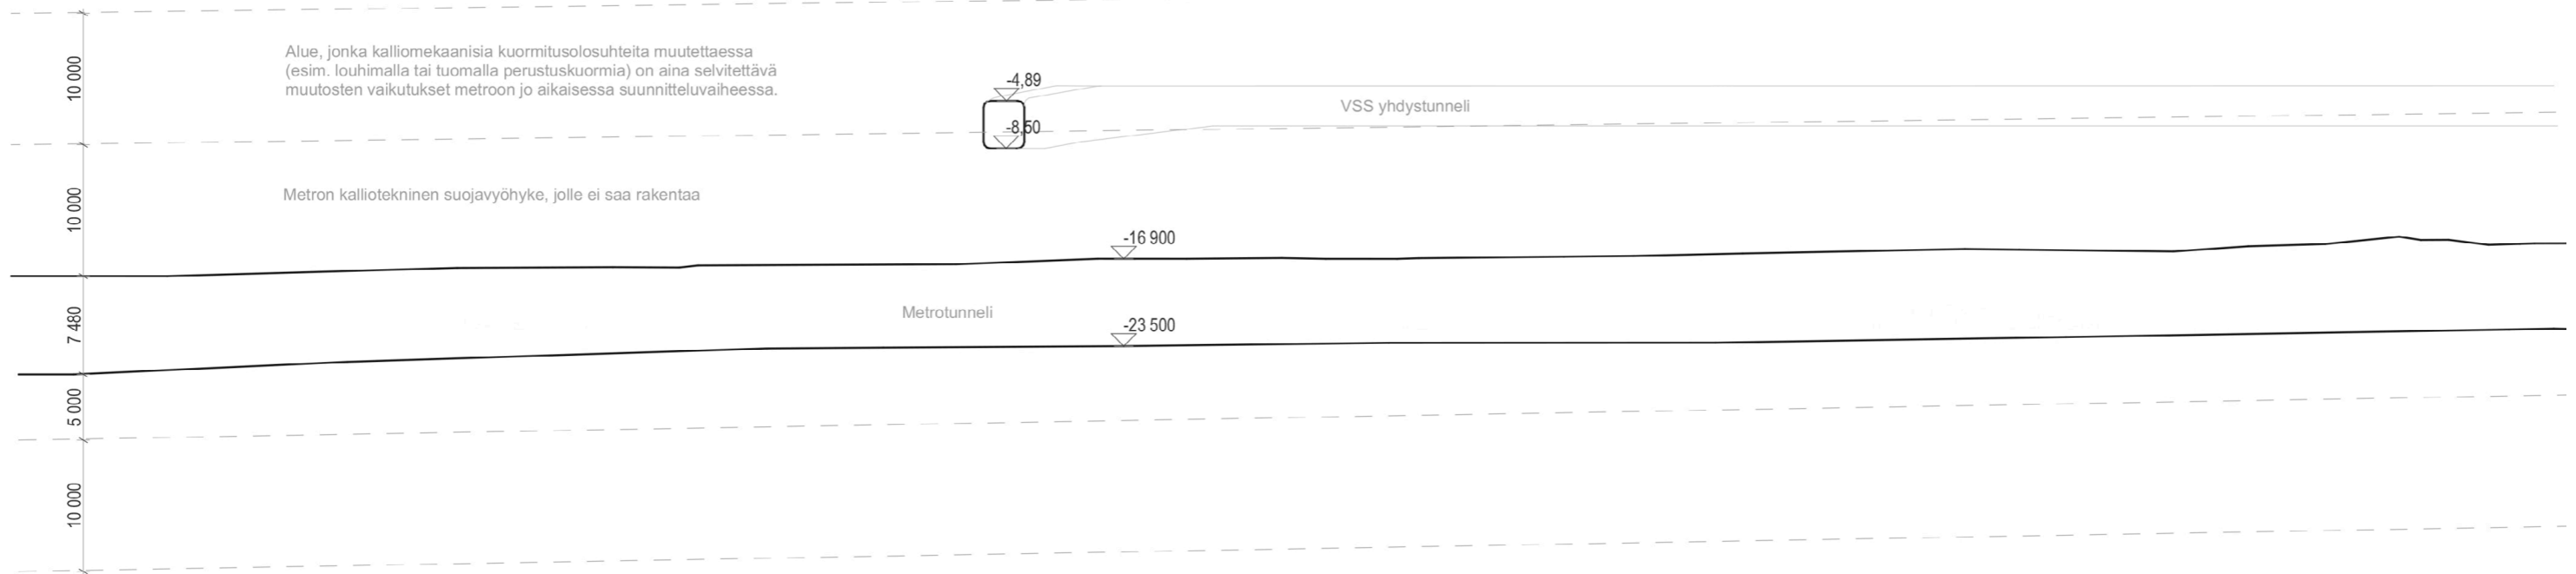 10 000
Alue, jonka kalliomekaanisia kuormitusolosuhteita muutettaessa
(esim. louhimalla tai tuomalla perustuskuormia) on aina selvitettävä
muutosten vaikutukset metroon jo aikaisessa suunnitteluvaiheessa.
-4,89
VSS yhdystunneli
-8,50
10 000
Metron kalliotekninen suojavyöhyke, jolle ei saa rakentaa
-16 900
7 480
Metrotunneli
-23 500
5 000
10 000